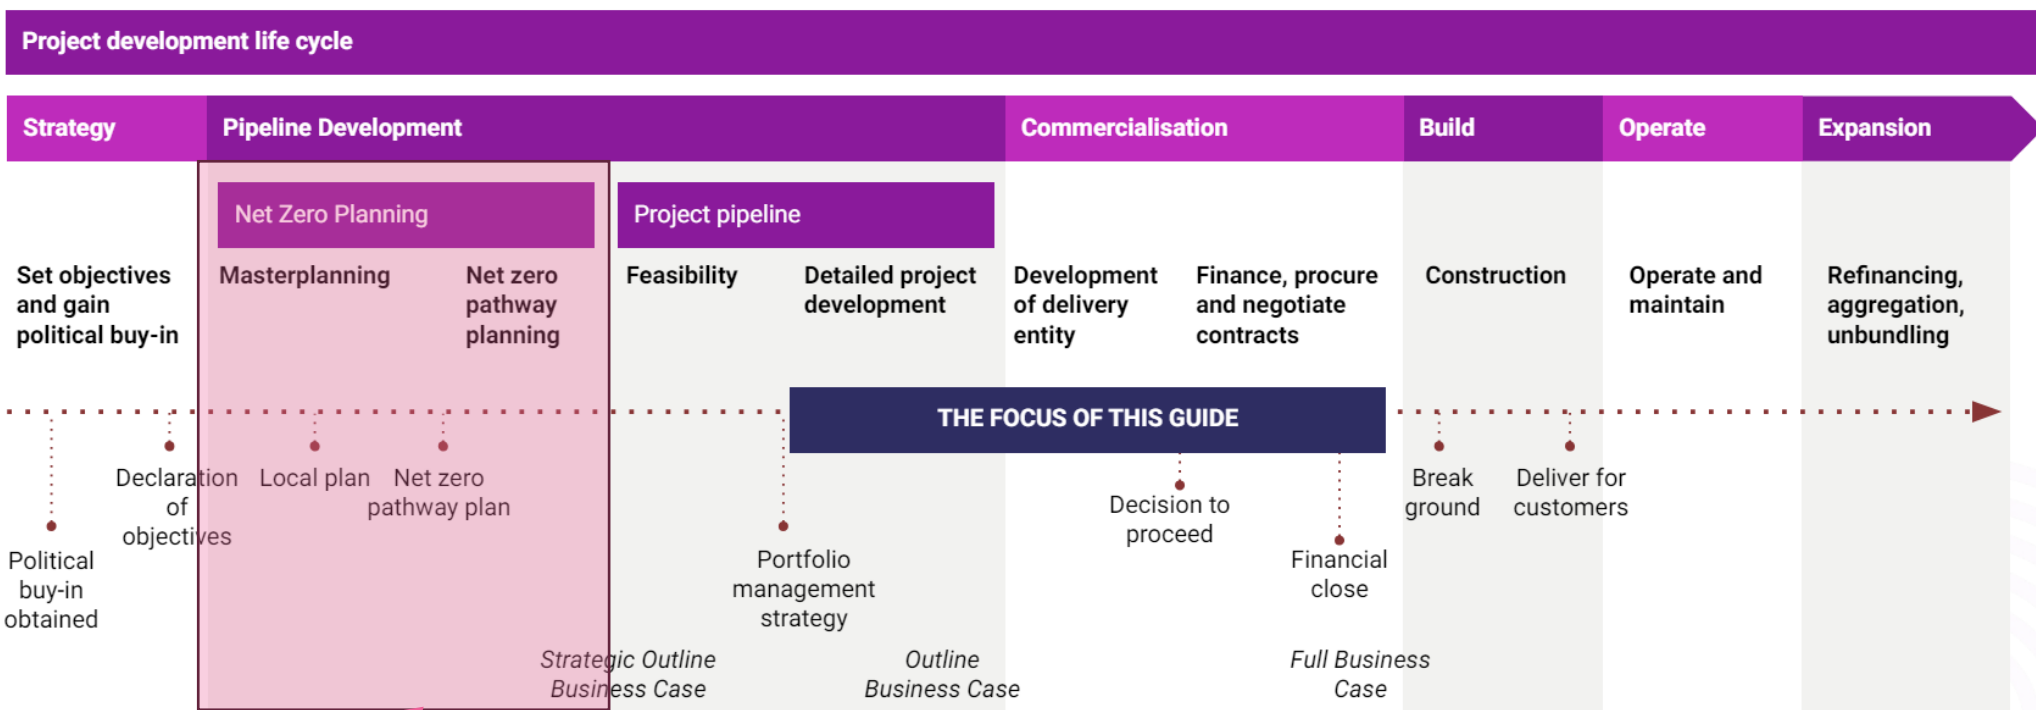 Project development life cycle
Strategy
Pipeline Development
Commercialisation
Build
Operate
Expansion
Net Zero Planning
Project pipeline
Set objectives
and gain
political buy-in
Masterplanning
Net zero
pathway
planning
Feasibility
Detailed project
development
Development
of delivery
entity
Finance, procure
and negotiate
contracts
Construction
Operate and
maintain
Refinancing,
aggregation,
unbundling
THE FOCUS OF THIS GUIDE
Political
buy-in
obtained
Declaration
of
objectives
Local plan
Net zero
pathway plan
Portfolio
management
strategy
Decision to
proceed
Financial
close
Break
ground
Deliver for
customers
Strategic Outline
Business Case
Outline
Business Case
Full Business
Case